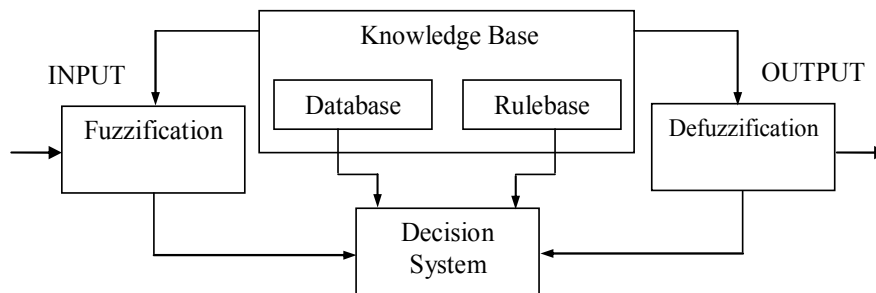 Knowledge Base
INPUT
OUTPUT
Database
Rulebase
Fuzzification
Defuzzification
Decision
System